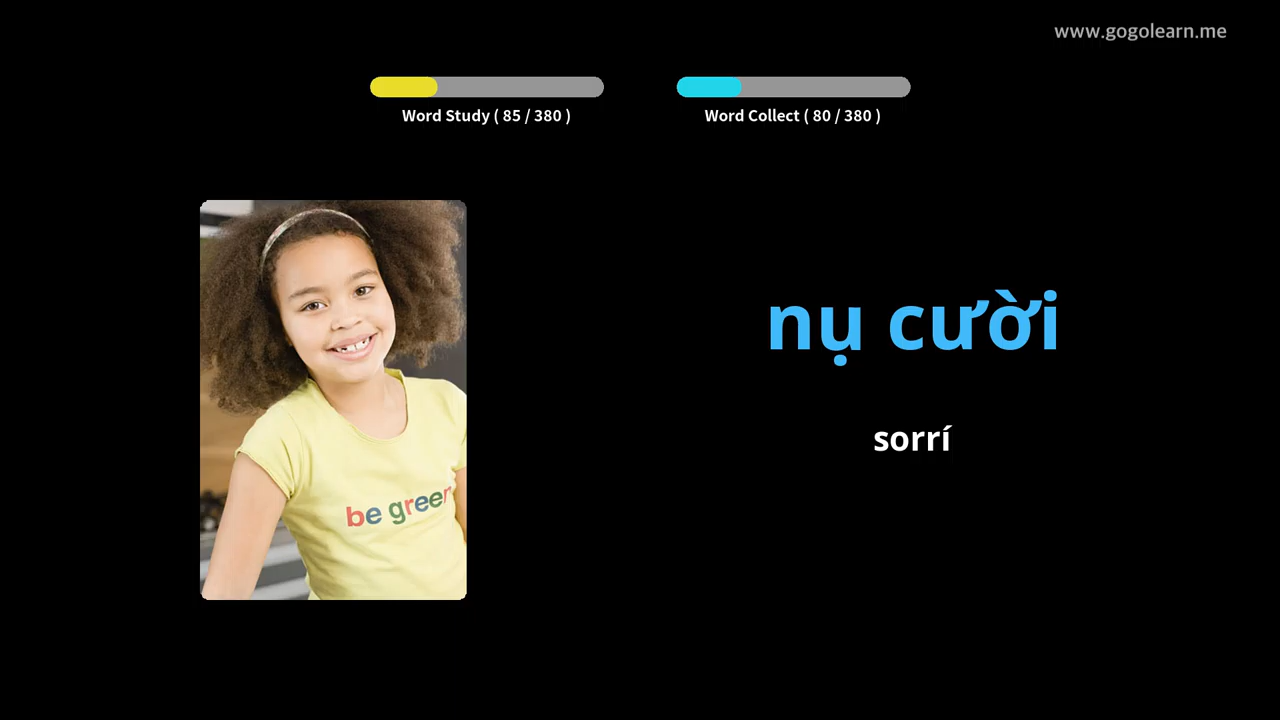 www.gogolearn.me
Word Study ( 85 / 380 )
Word Collect ( 80 / 380 )
nụ cười
sorrí
be green